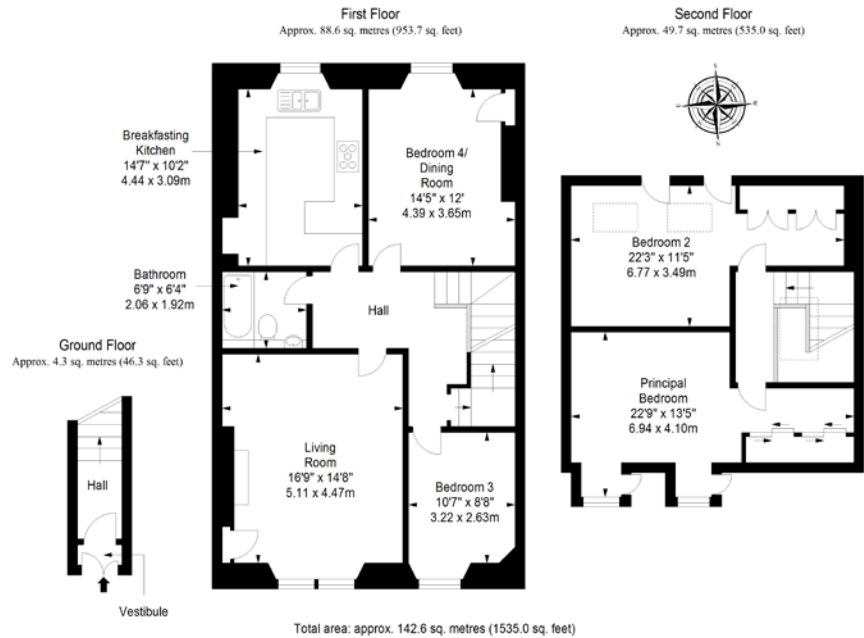 First Floor
Approx. 88.6 sq. metres (953.7 sq. feet)
Second Floor
Approx. 49.7 sq. metres (535.0 sq. feet)
Breakfasting
Kitchen
14'7" x 10'2"
4.44 x 3.09m
Bedroom 4/
Dining
Room
14'5" x 12'
4.39 x 3.65m
Bedroom 2
22'3" x 11'5"
6.77 x 3.49m
Bathroom
6'9" x 6'4"
2.06 x 1.92m
Hall
Ground Floor
Approx. 4.3 sq. metres (46.3 sq. feet)
Principal
Bedroom
22'9" x 13'5"
6.94 x 4.10m
Living
Room
16'9" x 14'8"
5.11 x 4.47m
Bedroom 3
10'7" x 8'8"
3.22 x 2.63m
Hall
Vestibule
Total area: approx. 142.6 sq. metres (1535.0 sq. feet)